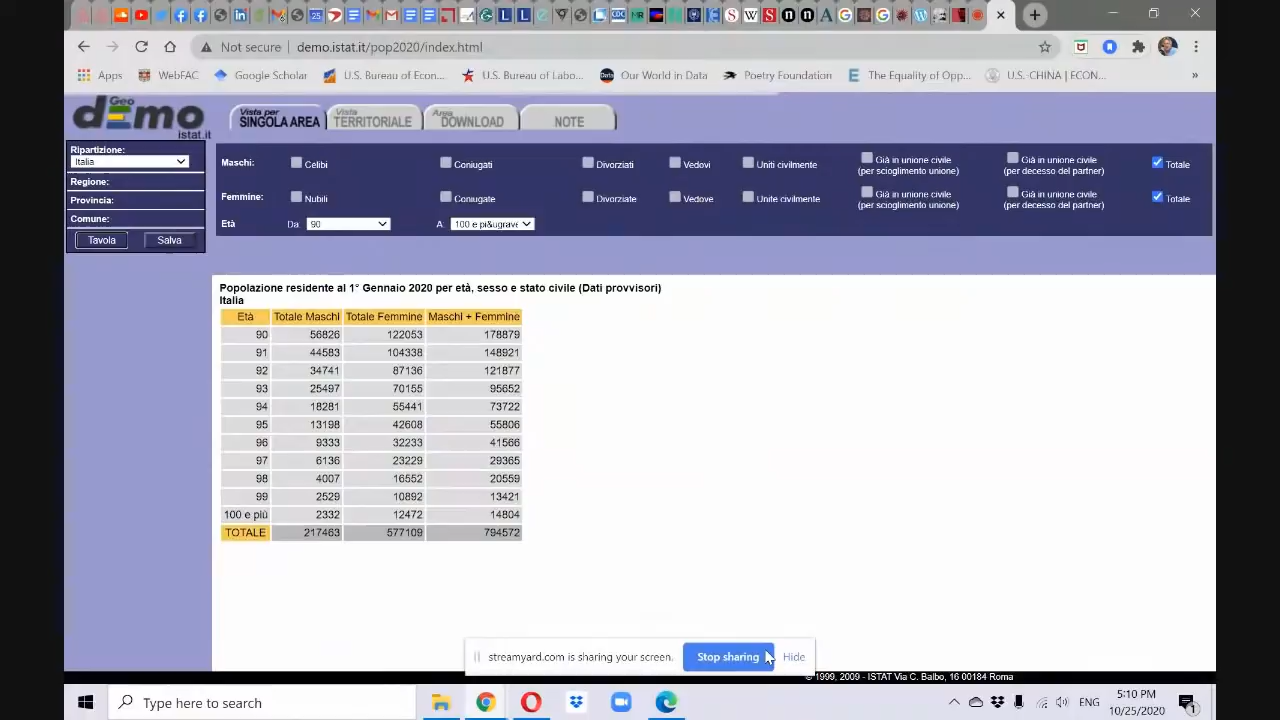 25
Not secure demo.istat.it/pop2020/index.html
Apps WebFAC Google Scholar U.S. Bureau of Econ... U.S. Bureau of Labo... Our World in Data Poetry Foundation The Equality of Opp... U.S.-CHINA | ECON... »
Geo demo istat.it
Vista per SINGOLA AREA
Vista TERRITORIALE
Area DOWNLOAD
NOTE
Ripartizione:
Italia
Regione:
Provincia:
Comune:
Tavola Salva
Maschi: Celibi Coniugati Divorziati Vedovi Uniti civilmente Già in unione civile (per scioglimento unione) Già in unione civile (per decesso del partner) Totale
Femmine: Nubili Coniugate Divorziate Vedove Unite civilmente Già in unione civile (per scioglimento unione) Già in unione civile (per decesso del partner) Totale
Età Da 90 A: 100 e pi&ugrave
Popolazione residente al 1° Gennaio 2020 per età, sesso e stato civile (Dati provvisori)
Italia
Età Totale Maschi Totale Femmine Maschi + Femmine
90 56826 122053 178879
91 44583 104338 148921
92 34741 87136 121877
93 25497 70155 95652
94 18281 55441 73722
95 13198 42608 55806
96 9333 32233 41566
97 6136 23229 29365
98 4007 16552 20559
99 2529 10892 13421
100 e più 2332 12472 14804
TOTALE 217463 577109 794572
streamyard.com is sharing your screen. Stop sharing Hide
© 1999, 2009 - ISTAT Via C. Balbo, 16 00184 Roma
Type here to search
ENG
5:10 PM
10/25/2020
1